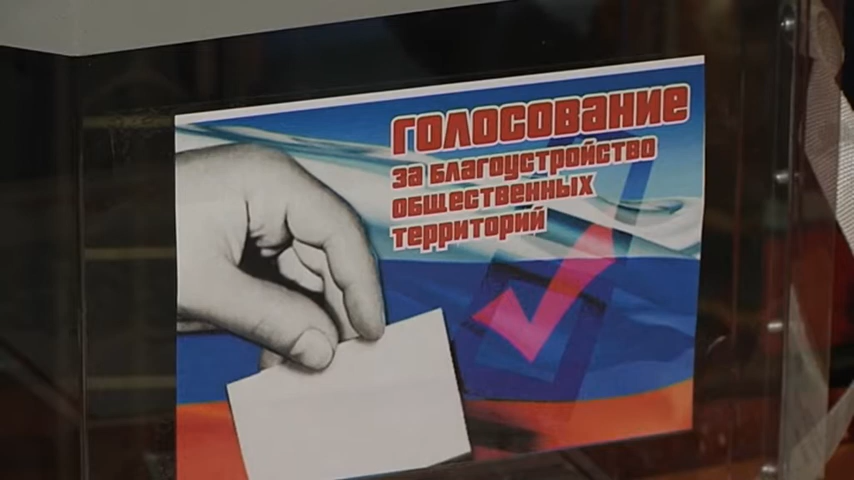 ГОЛОСОВАНИЕ
ЗА БЛАГОУСТРОЙСТВО
ОБЩЕСТВЕННЫХ
ТЕРРИТОРИЙ